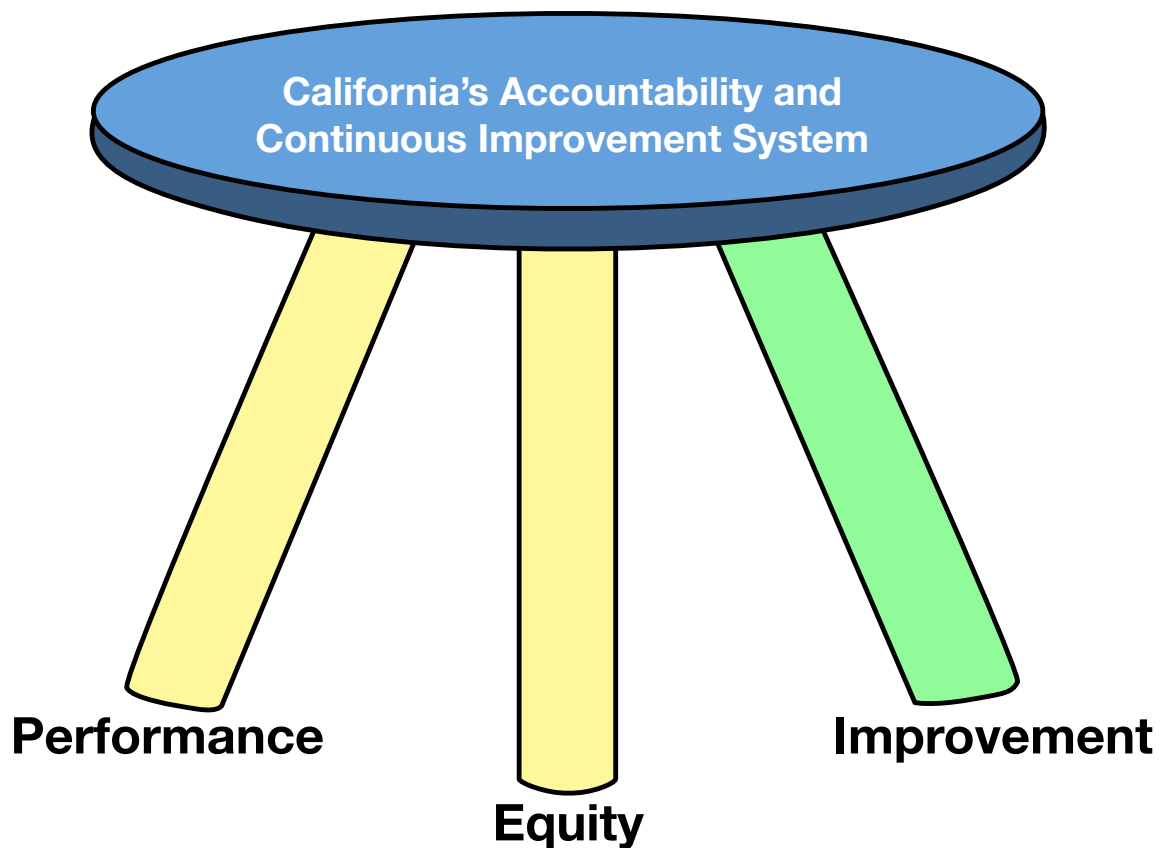 California’s Accountability and
Continuous Improvement System
Performance
Improvement
Equity